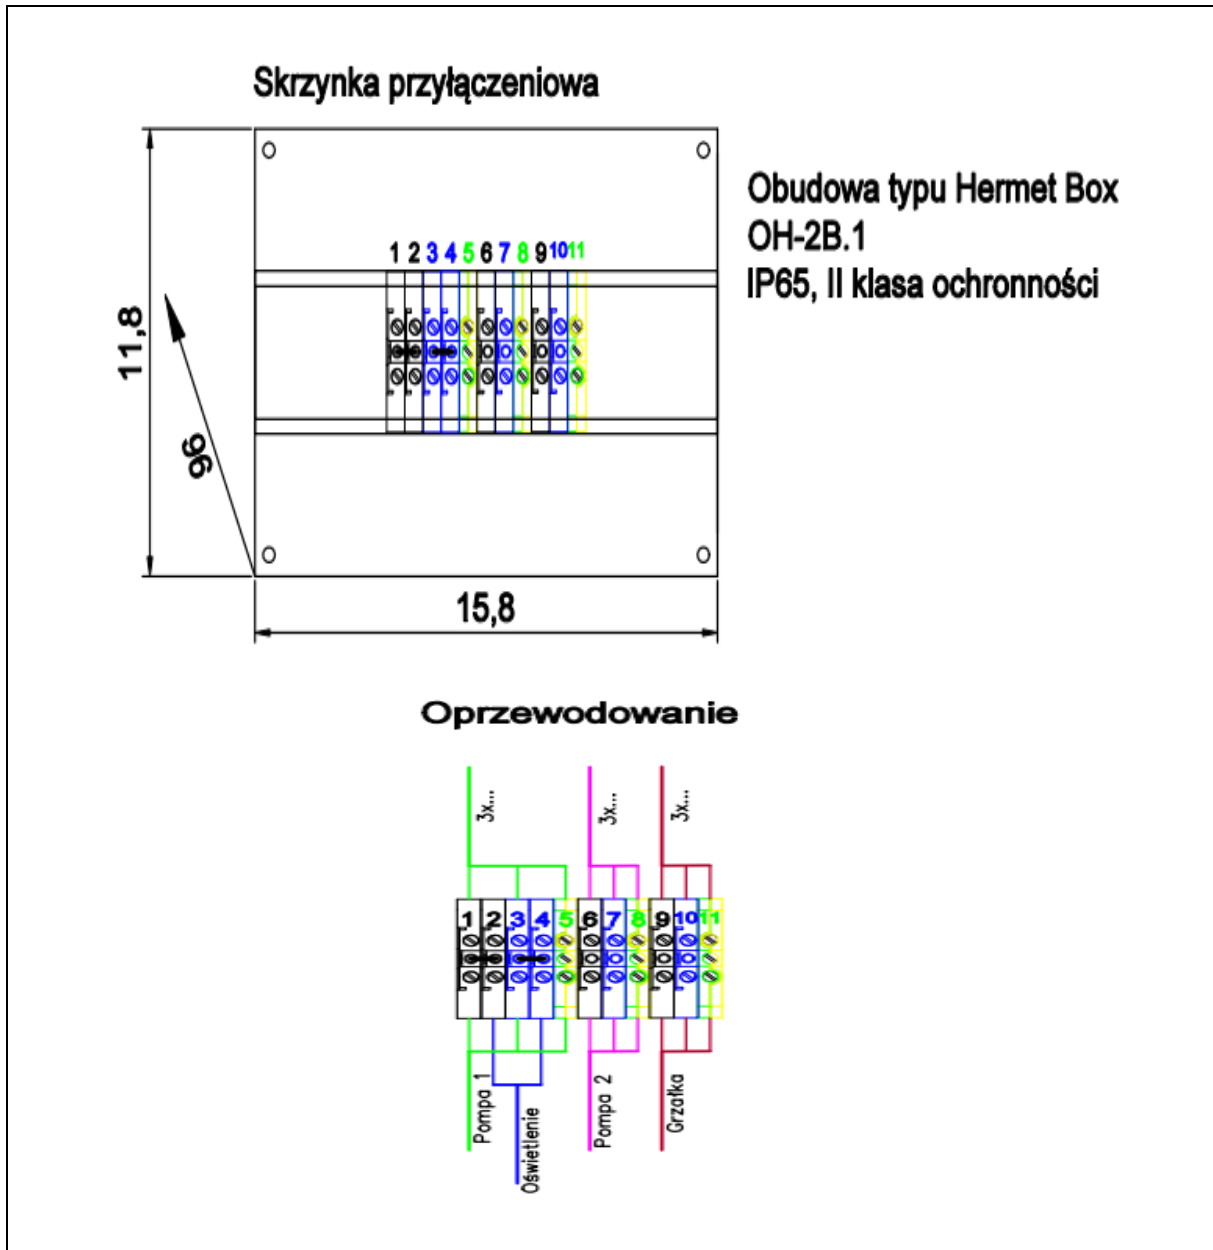 Skrzynka przyłączeniowa
Obudowa typu Hermet Box
OH-2B.1
IP65, II klasa ochronności
1 2 3 4 5 6 7 8 9 10 11
11,8
96
15,8
Oprzewodowanie
3x... 3x... 3x...
1 2 3 4 5 6 7 8 9 10 11
Pompa 1
Oświetlenie
Pompa 2
Grzałka